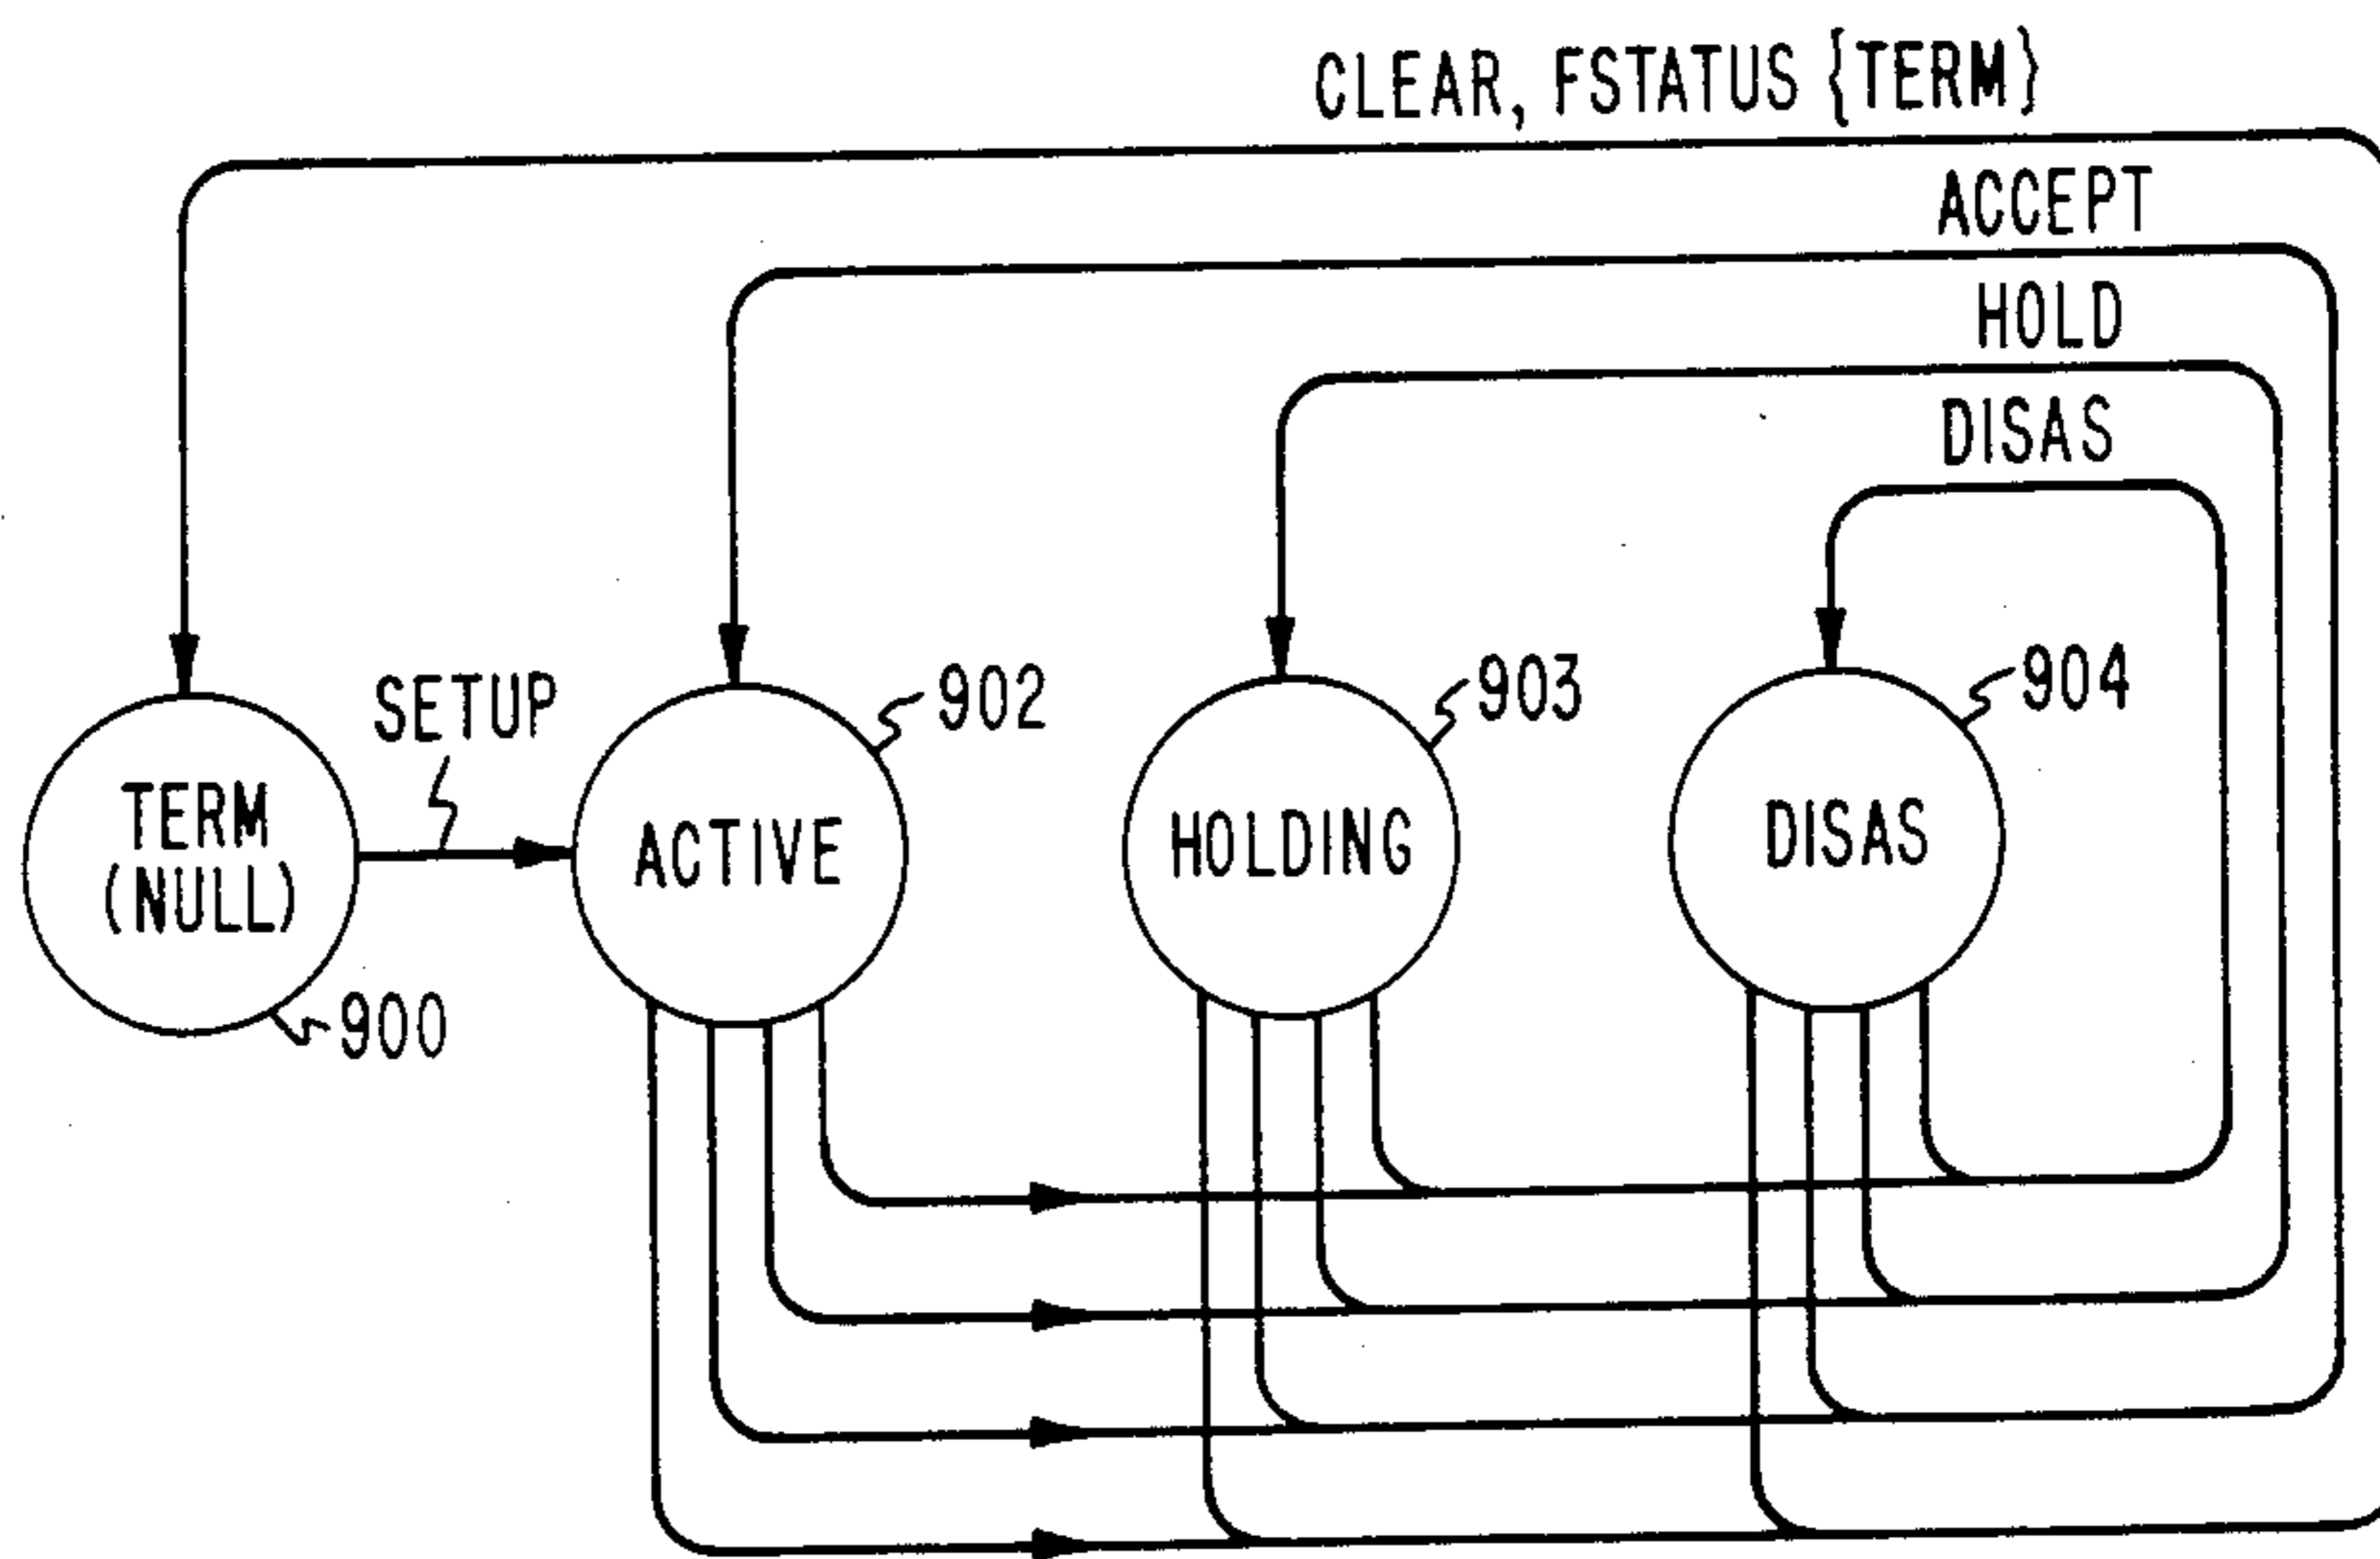 CLEAR, FSTATUS {TERM}
ACCEPT
HOLD
DISAS
SETUP
902
903
904
TERM
(NULL)
ACTIVE
HOLDING
DISAS
900